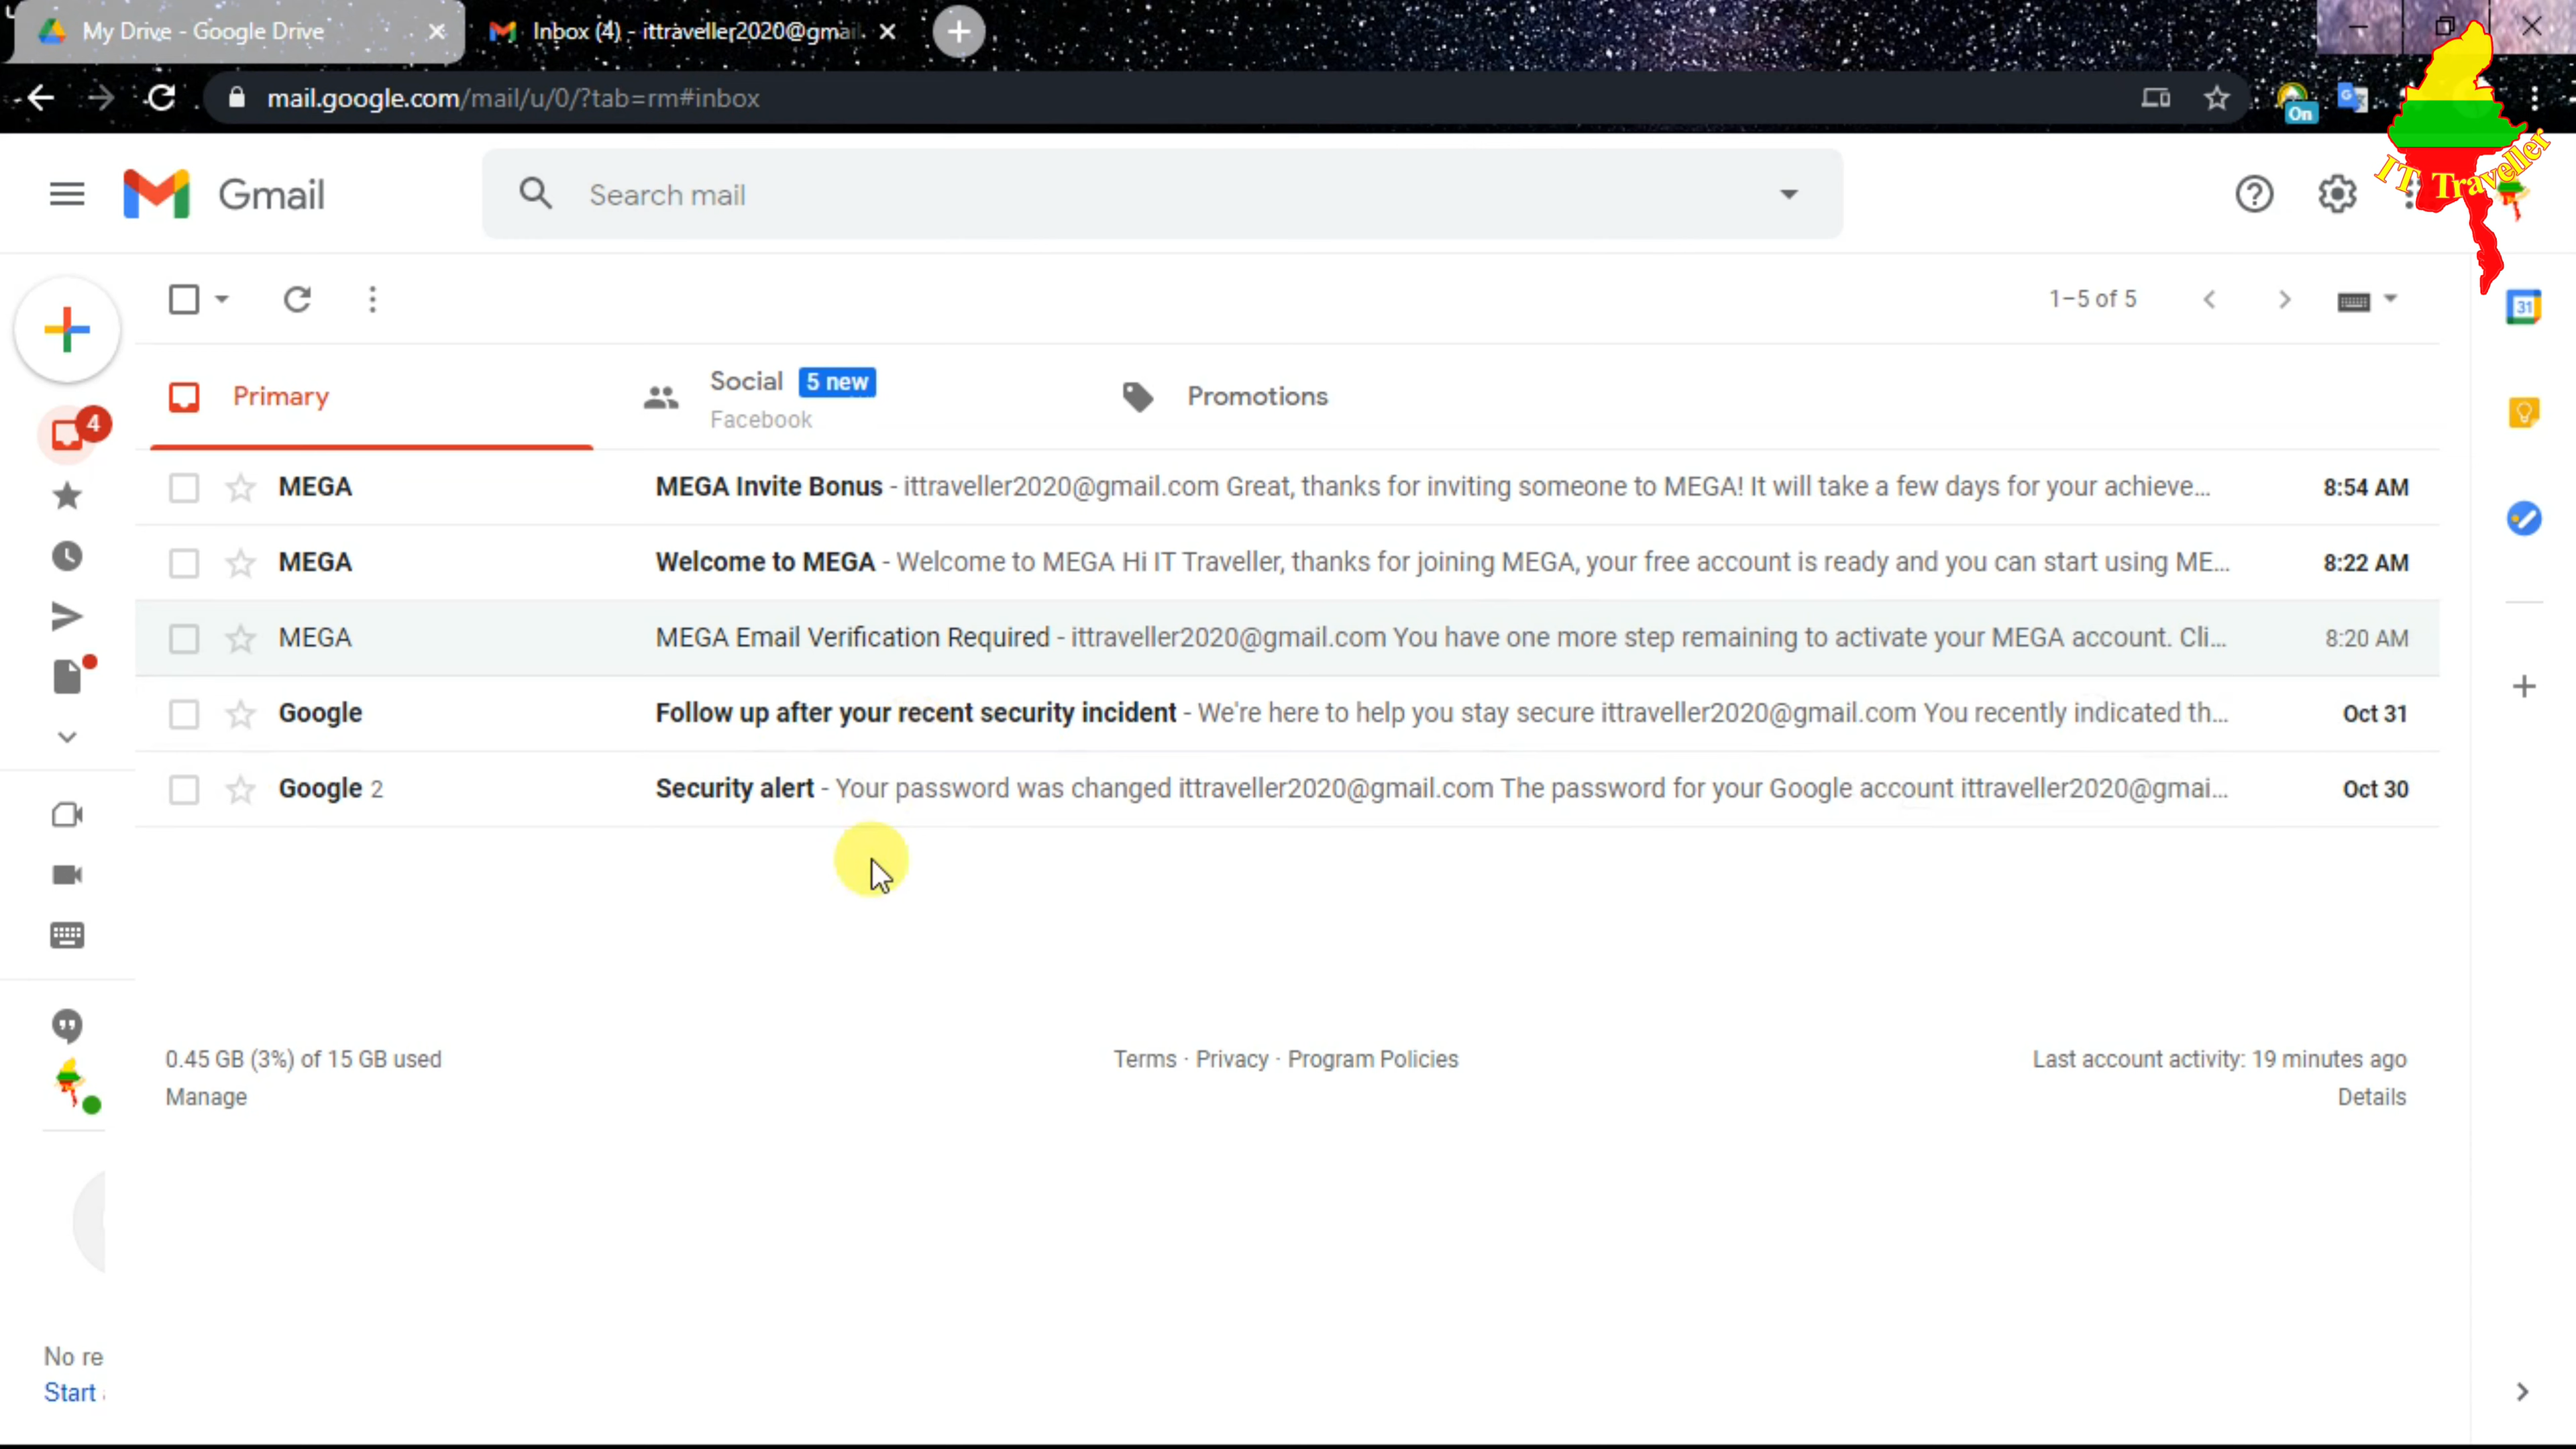 My Drive - Google Drive
Inbox (4) - ittraveller2020@gmail.
mail.google.com/mail/u/0/?tab=rm#inbox
On
IT Traveller
Gmail
Search mail
1–5 of 5
31
Primary
Social 5 new
Facebook
Promotions
4
MEGA MEGA Invite Bonus - ittraveller2020@gmail.com Great, thanks for inviting someone to MEGA! It will take a few days for your achieve... 8:54 AM
MEGA Welcome to MEGA - Welcome to MEGA Hi IT Traveller, thanks for joining MEGA, your free account is ready and you can start using ME... 8:22 AM
MEGA MEGA Email Verification Required - ittraveller2020@gmail.com You have one more step remaining to activate your MEGA account. Cli... 8:20 AM
Google Follow up after your recent security incident - We're here to help you stay secure ittraveller2020@gmail.com You recently indicated th... Oct 31
Google 2 Security alert - Your password was changed ittraveller2020@gmail.com The password for your Google account ittraveller2020@gmai... Oct 30
0.45 GB (3%) of 15 GB used
Manage
Terms · Privacy · Program Policies
Last account activity: 19 minutes ago
Details
No re
Start